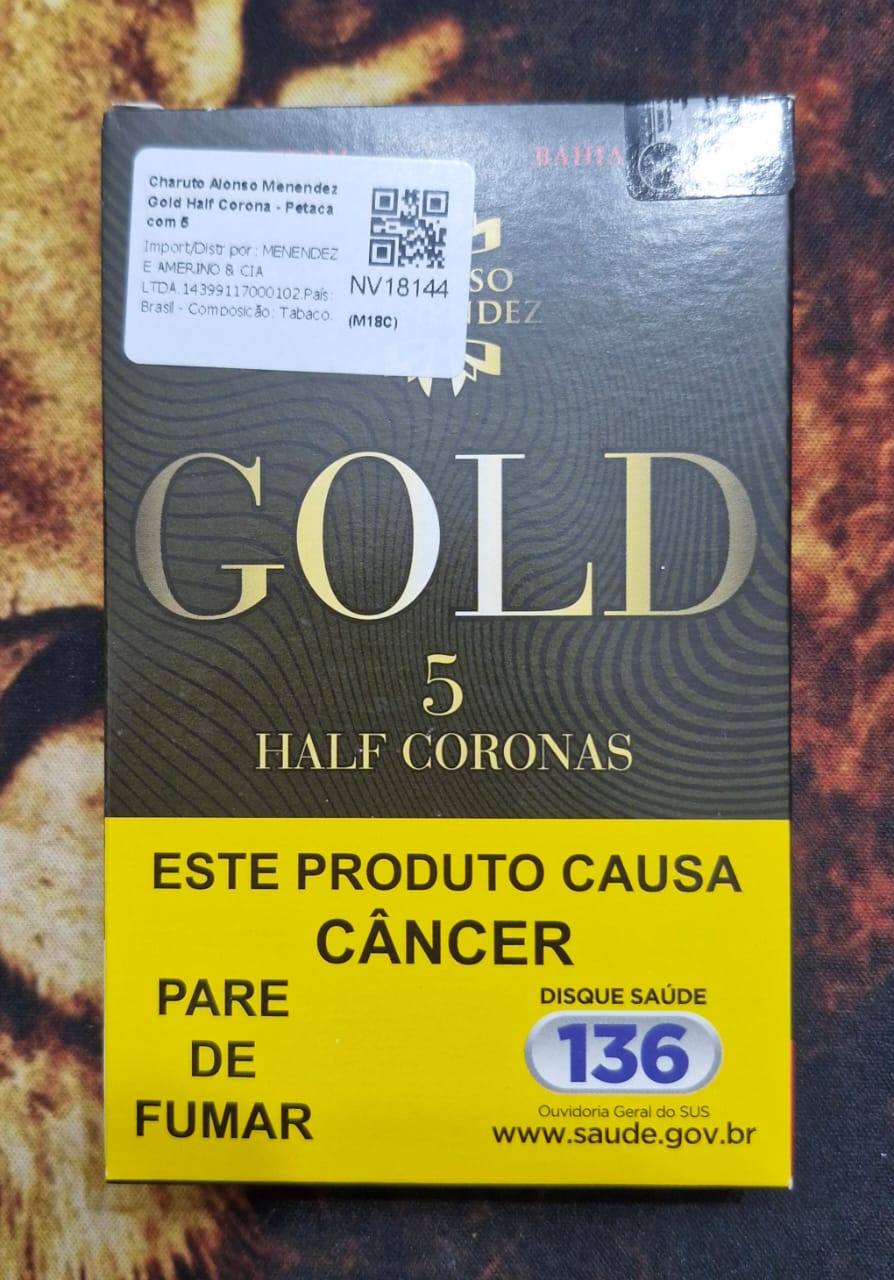 BAHIA
Charuto Alonso Menendez
Gold Half Corona - Petaca
com 5
Import/Distr por: MENENDEZ
E AMERINO & CIA
LTDA.14399117000102.País:
Brasil - Composicão: Tabaco.
NV18144
(M18C)
GOLD
5
HALF CORONAS
ESTE PRODUTO CAUSA
CÂNCER
PARE
DE
FUMAR
DISQUE SAÚDE
136
Ouvidoria Geral do SUS
www.saude.gov.br